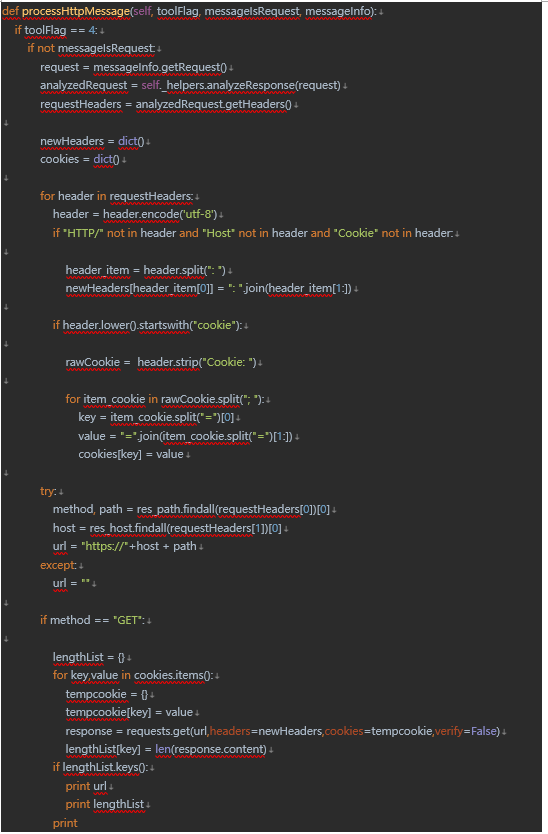 def processHttpMessage(self, toolFlag, messageIsRequest, messageInfo):↓
    if toolFlag == 4:↓
        if not messageIsRequest:↓
            request = messageInfo.getRequest()↓
            analyzedRequest = self._helpers.analyzeResponse(request)↓
            requestHeaders = analyzedRequest.getHeaders()↓
↓
            newHeaders = dict()↓
            cookies = dict()↓
↓
            for header in requestHeaders:↓
                header = header.encode('utf-8')↓
                if "HTTP/" not in header and "Host" not in header and "Cookie" not in header:↓
↓
                    header_item = header.split(": ")↓
                    newHeaders[header_item[0]] = ": ".join(header_item[1:])↓
↓
                if header.lower().startswith("cookie"):↓
↓
                    rawCookie =  header.strip("Cookie: ")↓
↓
                    for item_cookie in rawCookie.split("; "):↓
                        key = item_cookie.split("=")[0]↓
                        value = "=".join(item_cookie.split("=")[1:])↓
                        cookies[key] = value↓
↓
            try:↓
                method, path = res_path.findall(requestHeaders[0])[0]↓
                host = res_host.findall(requestHeaders[1])[0]↓
                url = "https://"+host + path↓
            except:↓
                url = ""↓
↓
            if method == "GET":↓
↓
                lengthList = {}↓
                for key,value in cookies.items():↓
                    tempcookie = {}↓
                    tempcookie[key] = value↓
                    response = requests.get(url,headers=newHeaders,cookies=tempcookie,verify=False)↓
                    lengthList[key] = len(response.content)↓
                if lengthList.keys():↓
                    print url↓
                    print lengthList↓
                print